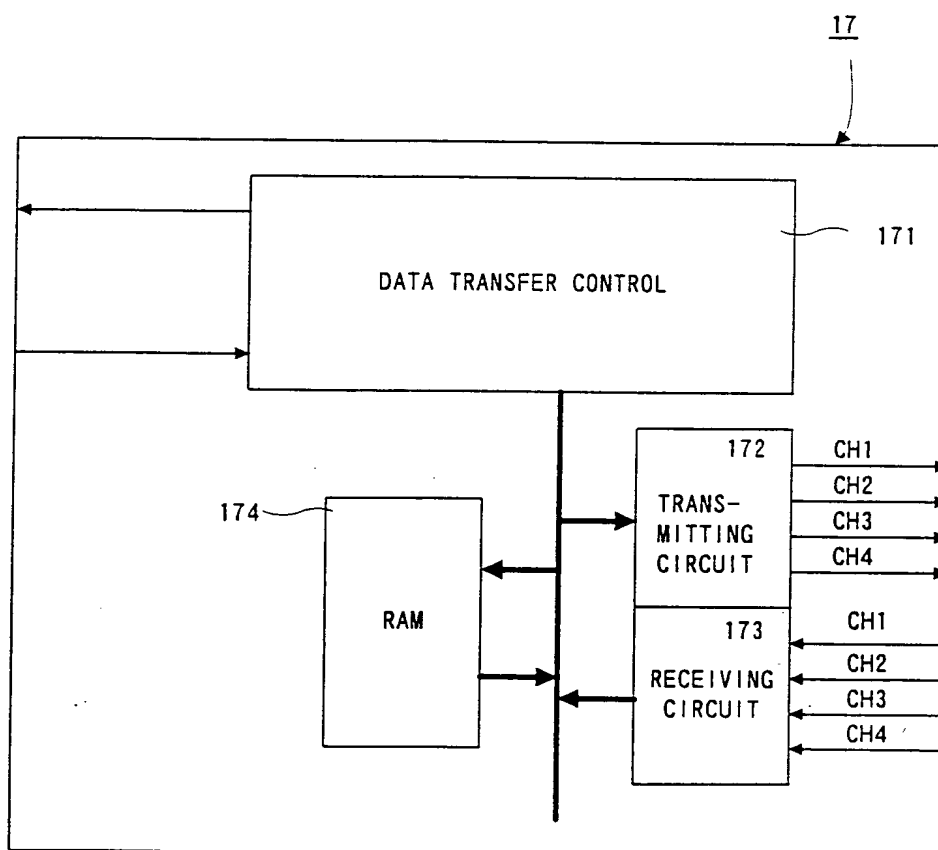 17
171
DATA TRANSFER CONTROL
172
TRANS-
MITTING
CIRCUIT
CH1
CH2
CH3
CH4
174
RAM
173
RECEIVING
CIRCUIT
CH1
CH2
CH3
CH4